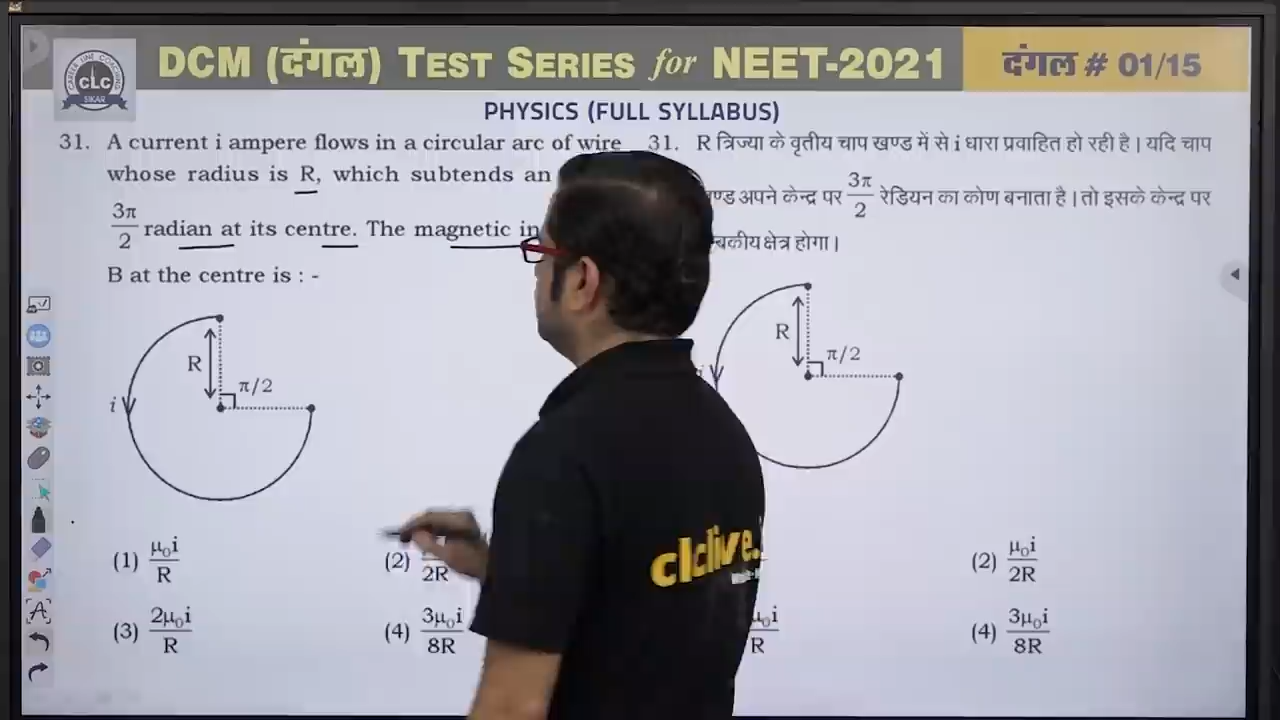 DCM (दंगल) TEST SERIES for NEET-2021
दंगल # 01/15
CLC
SIKAR
PHYSICS (FULL SYLLABUS)
31. A current i ampere flows in a circular arc of wire
whose radius is R, which subtends an
3π/2 radian at its centre. The magnetic in
B at the centre is : -
R
π/2
i
(1) μ₀i/R
(2) 2R
(3) 2μ₀i/R
(4) 3μ₀i/8R
31. R त्रिज्या के वृत्तीय चाप खण्ड में से i धारा प्रवाहित हो रही है। यदि चाप
अपने केन्द्र पर 3π/2 रेडियन का कोण बनाता है। तो इसके केन्द्र पर
क्षेत्र होगा।
R
π/2
(2) μ₀i/2R
R
(4) 3μ₀i/8R
clclive.